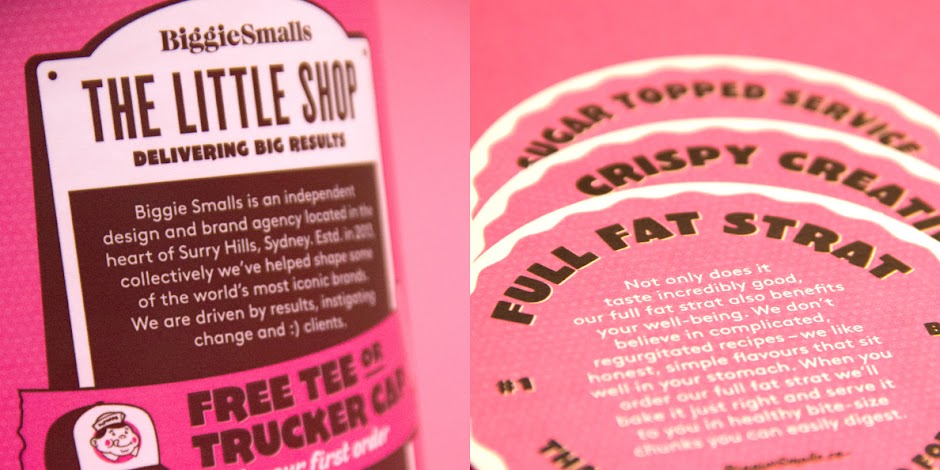 BiggieSmalls
THE LITTLE SHOP
DELIVERING BIG RESULTS
Biggie Smalls is an independent
design and brand agency located in the
heart of Surry Hills, Sydney. Estd. in 2013,
collectively we've helped shape some
of the world's most iconic brands.
We are driven by results, instigating
change and :) clients.
FREE TEE OR
TRUCKER CAP
your first order
SUGAR TOPPED SERVICE
CRISPY CREATI
FULL FAT STRAT
Not only does it
taste incredibly good,
our full fat strat also benefits
your well-being. We don't
believe in complicated,
regurgitated recipes – we like
honest, simple flavours that sit
well in your stomach. When you
order our full fat strat we'll
bake it just right and serve it
to you in healthy bite-size
chunks you can easily digest.
#1